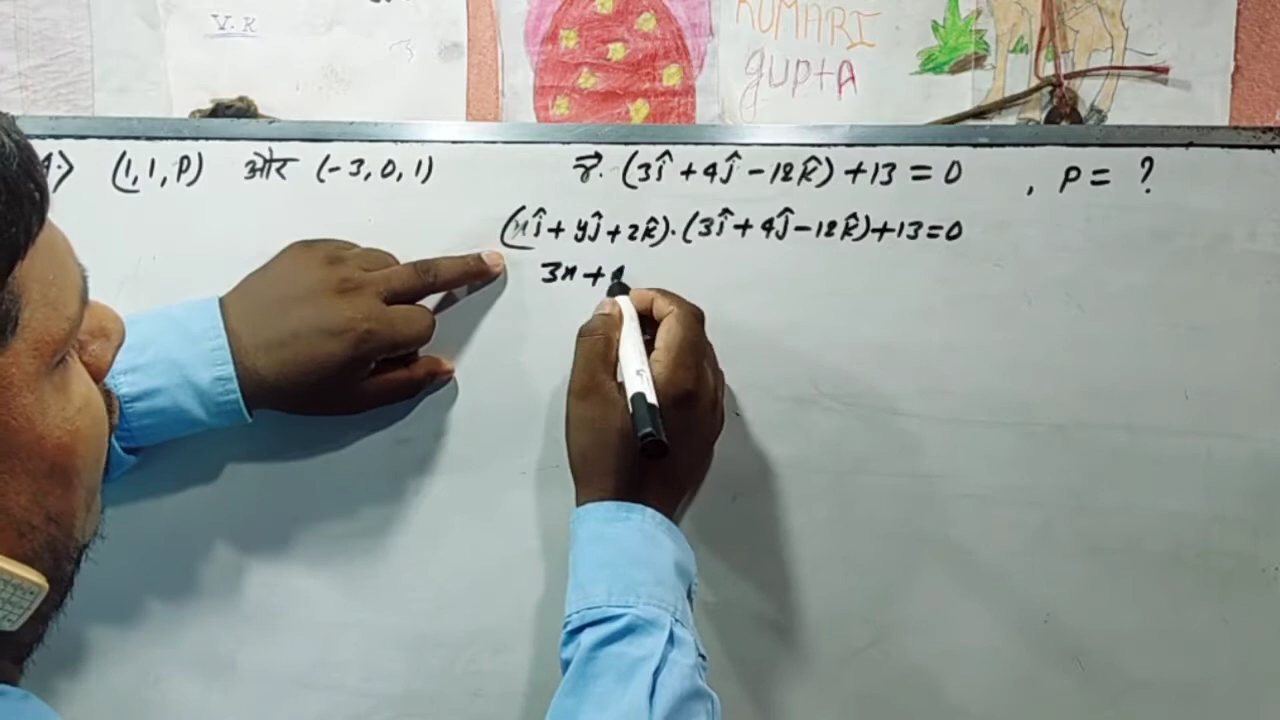 V.R
KUMARI
gupta
(1, 1, P) और (-3, 0, 1) r⃗. (3î + 4ĵ - 12k̂) + 13 = 0 , P = ?
(xî + yĵ + zk̂).(3î + 4ĵ - 12k̂) + 13 = 0
3x +